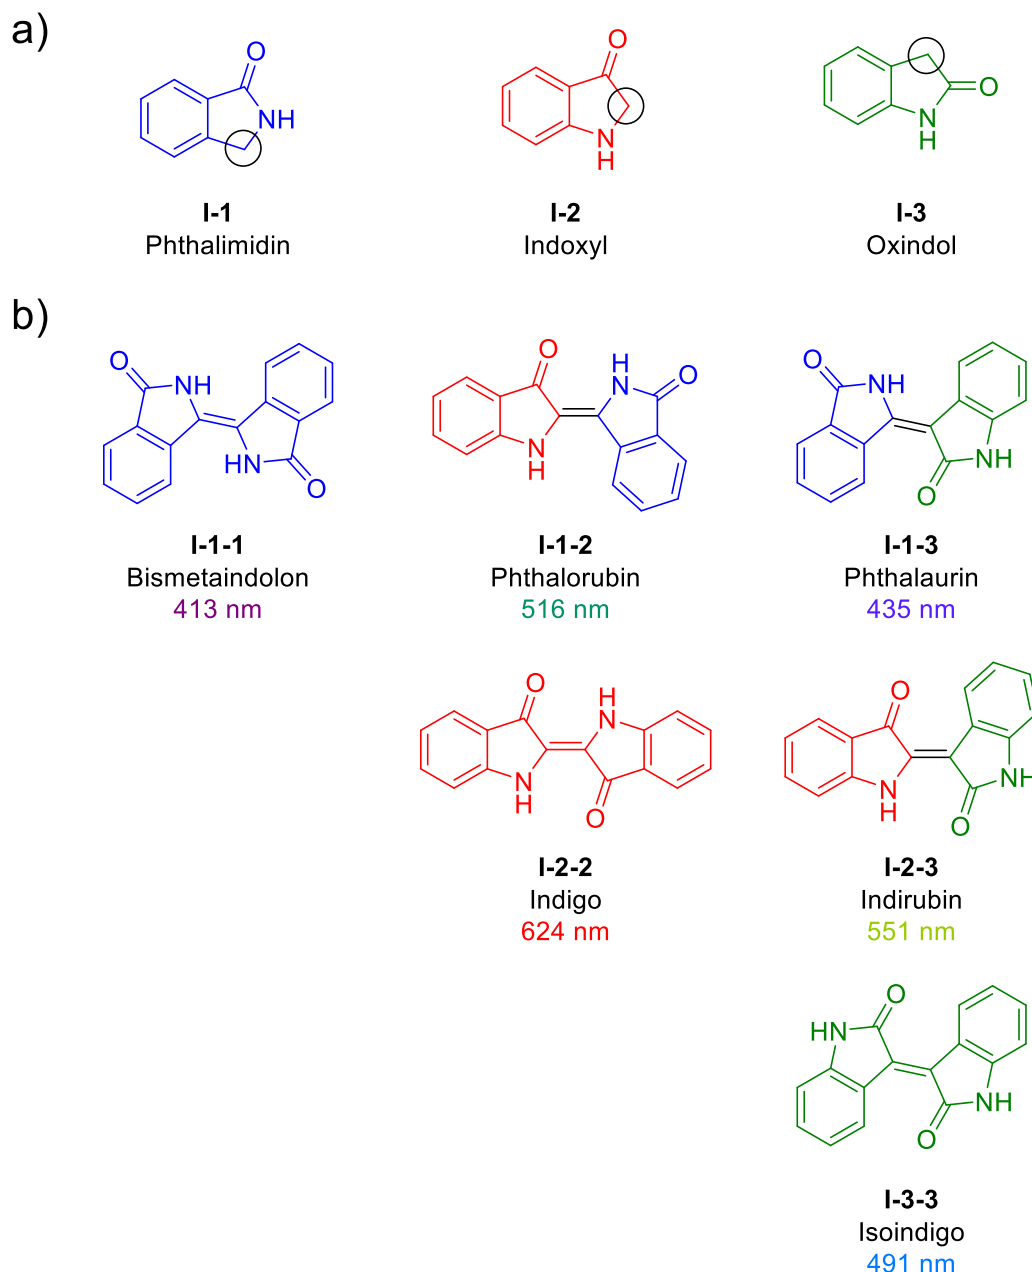 a)
O
NH
O
N
H
O
N
H
I-1
I-2
I-3
Phthalimidin
Indoxyl
Oxindol
b)
O
NH
HN
O
O
N
H
H
N
O
O
NH
O
NH
I-1-1
I-1-2
I-1-3
Bismetaindolon
Phthalorubin
Phthalaurin
413 nm
516 nm
435 nm
O
N
H
H
N
O
O
N
H
O
NH
I-2-2
I-2-3
Indigo
Indirubin
624 nm
551 nm
O
HN
O
NH
I-3-3
Isoindigo
491 nm